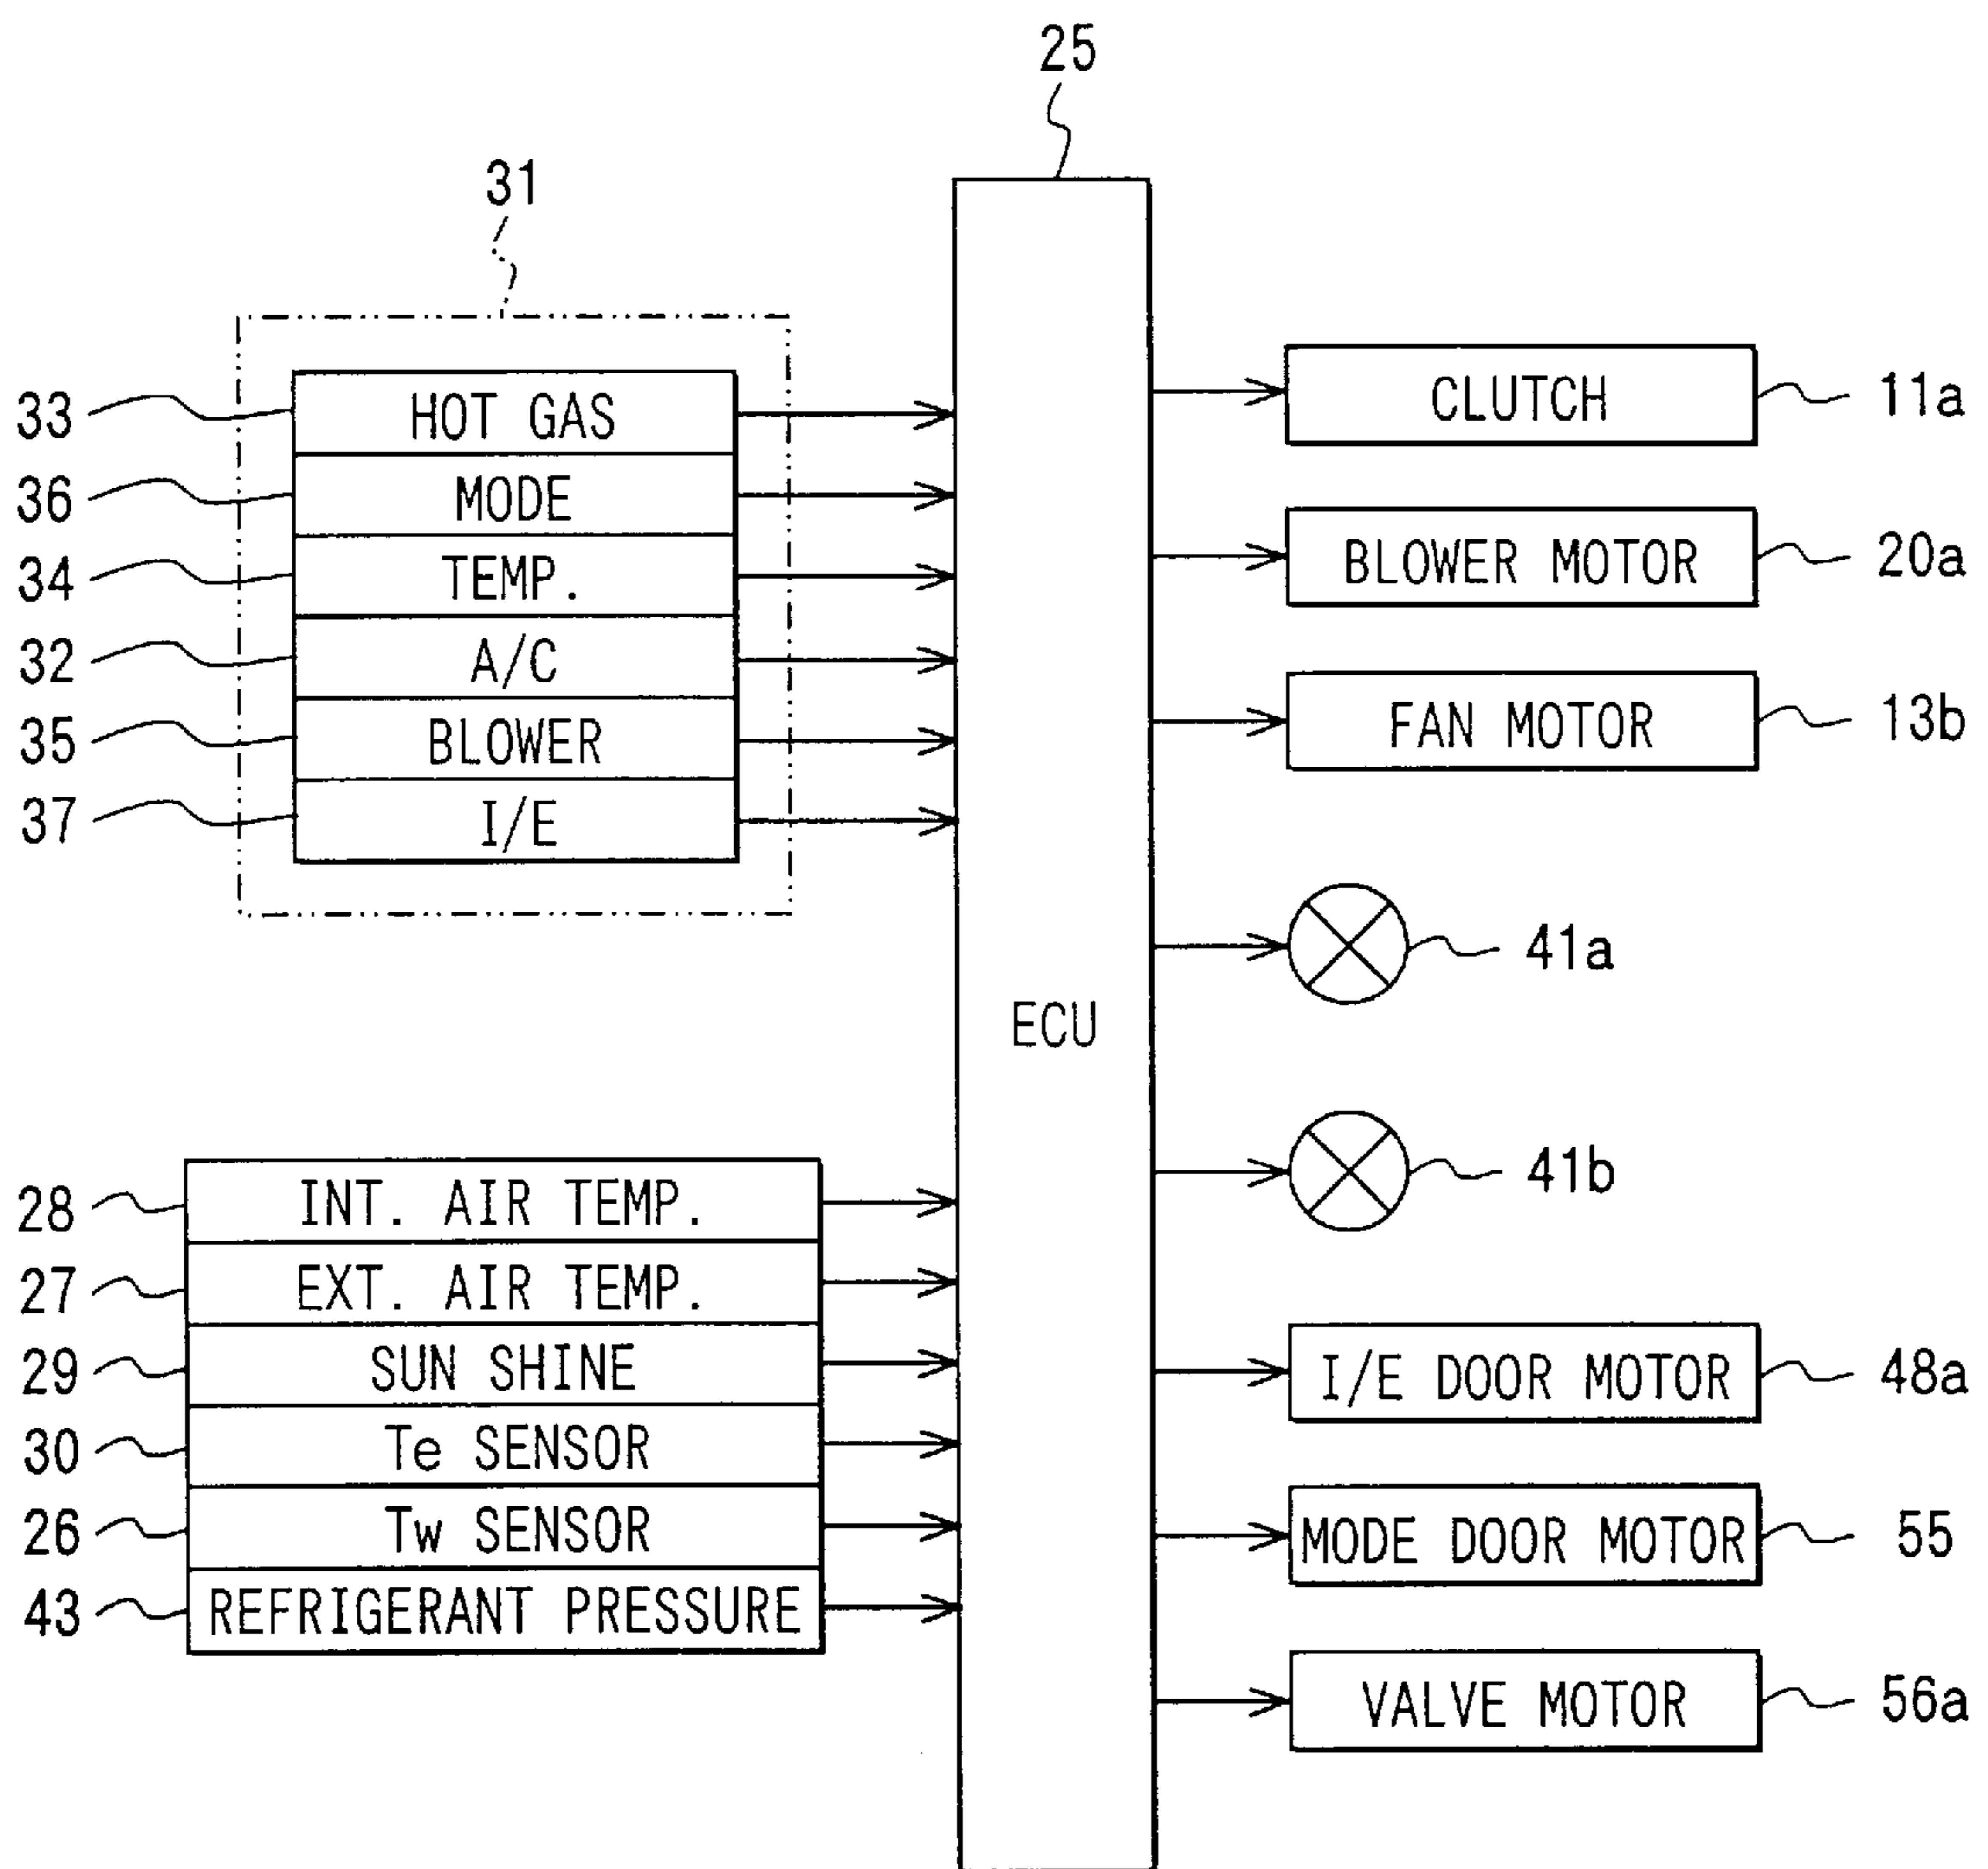 25
31
33 HOT GAS
36 MODE
34 TEMP.
32 A/C
35 BLOWER
37 I/E
28 INT. AIR TEMP.
27 EXT. AIR TEMP.
29 SUN SHINE
30 Te SENSOR
26 Tw SENSOR
43 REFRIGERANT PRESSURE
ECU
CLUTCH 11a
BLOWER MOTOR 20a
FAN MOTOR 13b
41a
41b
I/E DOOR MOTOR 48a
MODE DOOR MOTOR 55
VALVE MOTOR 56a